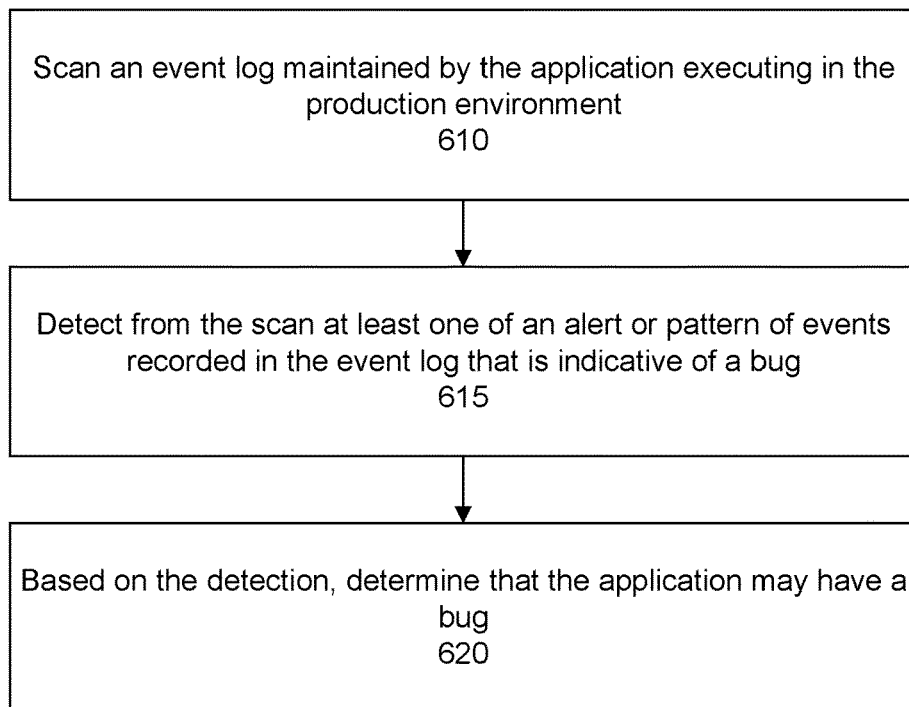 Scan an event log maintained by the application executing in the
production environment
610
Detect from the scan at least one of an alert or pattern of events
recorded in the event log that is indicative of a bug
615
Based on the detection, determine that the application may have a
bug
620